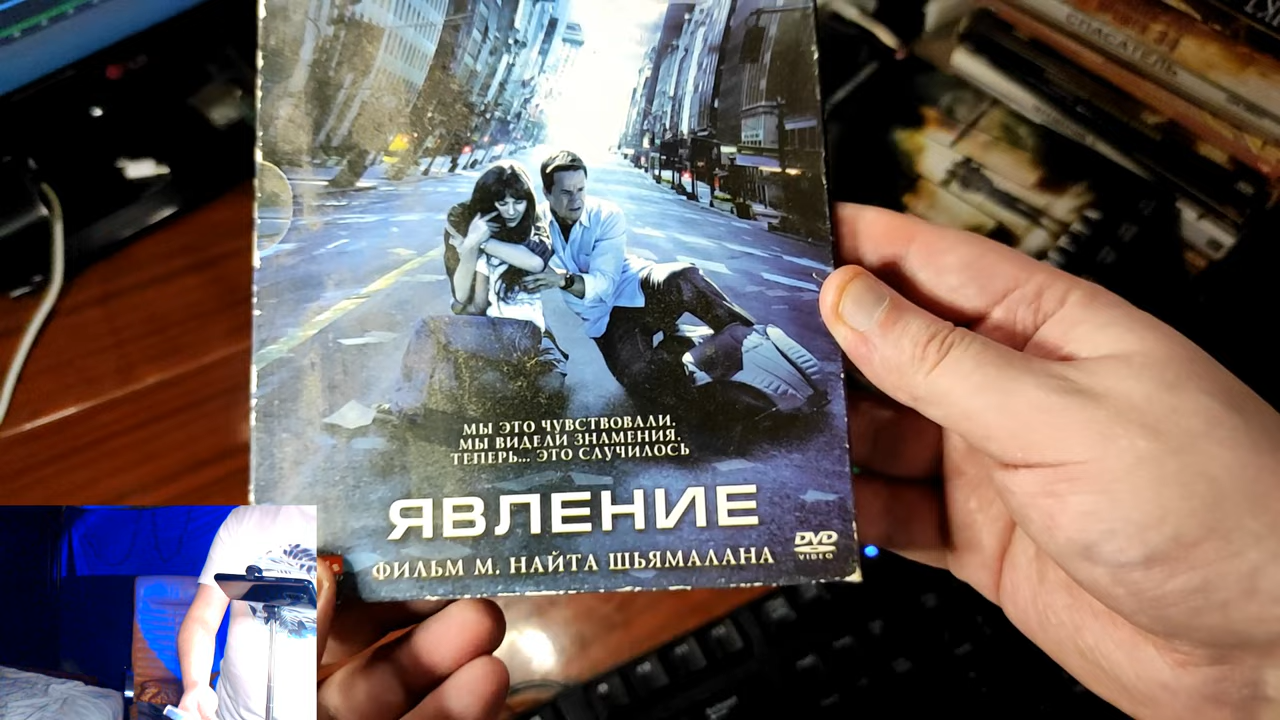 СПАСАТЕЛЬ
МЫ ЭТО ЧУВСТВОВАЛИ.
МЫ ВИДЕЛИ ЗНАМЕНИЯ.
ТЕПЕРЬ... ЭТО СЛУЧИЛОСЬ
ЯВЛЕНИЕ
ФИЛЬМ М. НАЙТА ШЬЯМАЛАНА
DVD
VIDEO